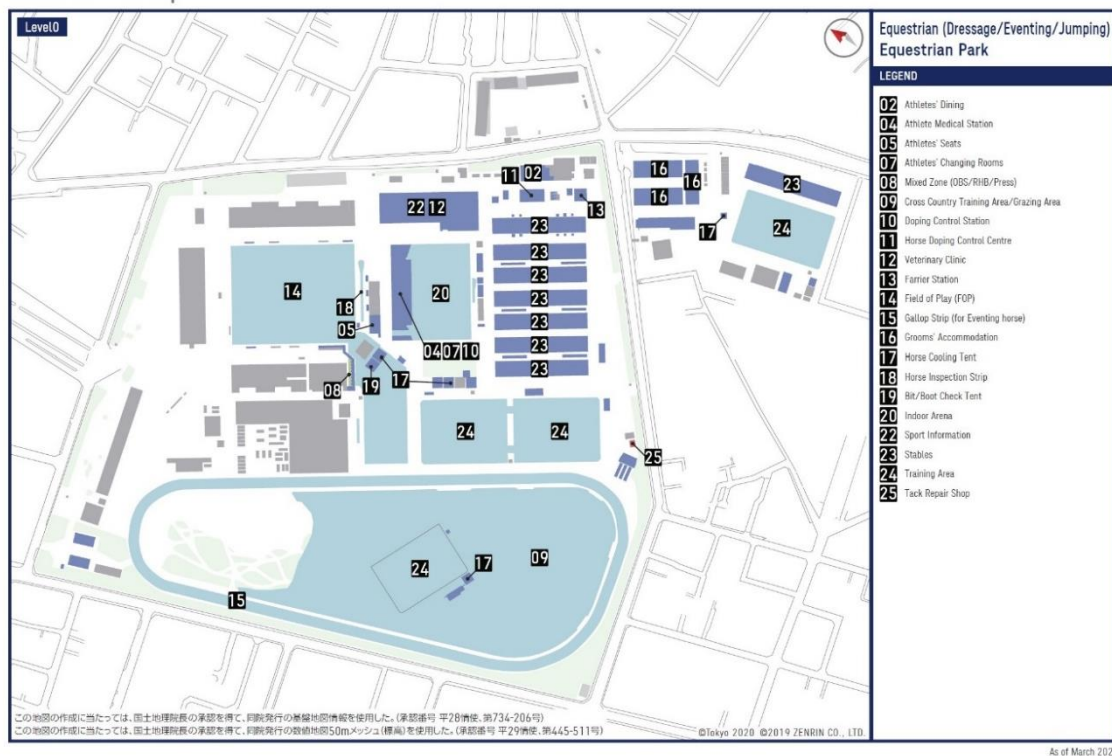 Level0
Equestrian (Dressage/Eventing/Jumping)
Equestrian Park
LEGEND
02 Athletes' Dining
04 Athlete Medical Station
05 Athletes' Seats
07 Athletes' Changing Rooms
08 Mixed Zone (OBS/RHB/Press)
09 Cross Country Training Area/Grazing Area
10 Doping Control Station
11 Horse Doping Control Centre
12 Veterinary Clinic
13 Farrier Station
14 Field of Play (FOP)
15 Gallop Strip (for Eventing horse)
16 Grooms' Accommodation
17 Horse Cooling Tent
18 Horse Inspection Strip
19 Bit/Boot Check Tent
20 Indoor Arena
22 Sport Information
23 Stables
24 Training Area
25 Tack Repair Shop
02
11
16
16
16
23
22 12
13
17
23
24
23
23
14
20
23
18
23
05
23
04 07 10
23
08
19
17
24
24
25
24
17
09
15
この地図の作成に当たっては、国土地理院長の承認を得て、同院発行の基盤地図情報を使用した。(承認番号 平28情使、第734-206号)
この地図の作成に当たっては、国土地理院長の承認を得て、同院発行の数値地図50mメッシュ(標高)を使用した。(承認番号 平29情使、第445-511号)
©Tokyo 2020 ©2019 ZENRIN CO., LTD.
As of March 202